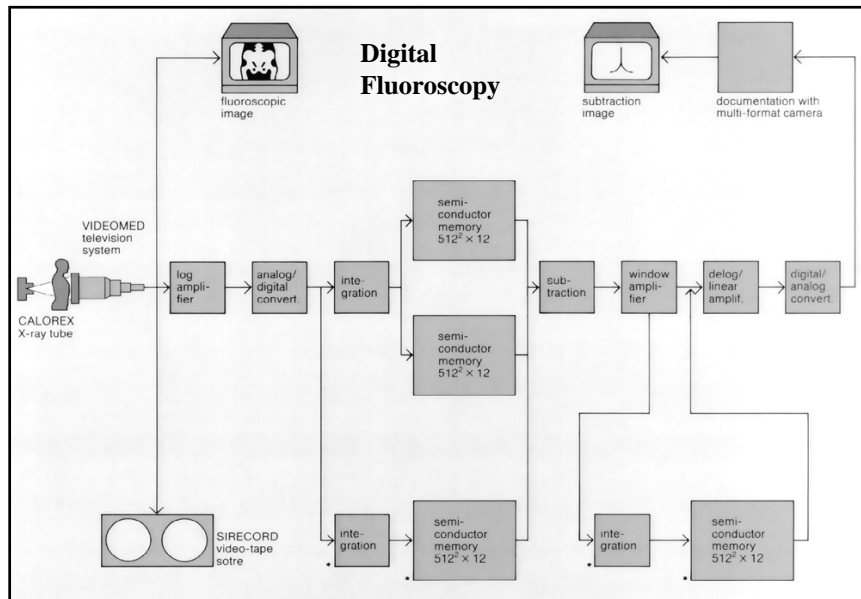 Digital
Fluoroscopy
fluoroscopic
image
subtraction
image
documentation with
multi-format camera
VIDEOMED
television
system
CALOREX
X-ray tube
log
ampli-
fier
analog/
digital
convert.
inte-
gration
semi-
conductor
memory
512² × 12
semi-
conductor
memory
512² × 12
sub-
traction
window
ampli-
fier
delog/
linear
amplif.
digital/
analog
convert.
SIRECORD
video-tape
sotre
inte-
gration
*
semi-
conductor
memory
512² × 12
*
inte-
gration
*
semi-
conductor
memory
512² × 12
*